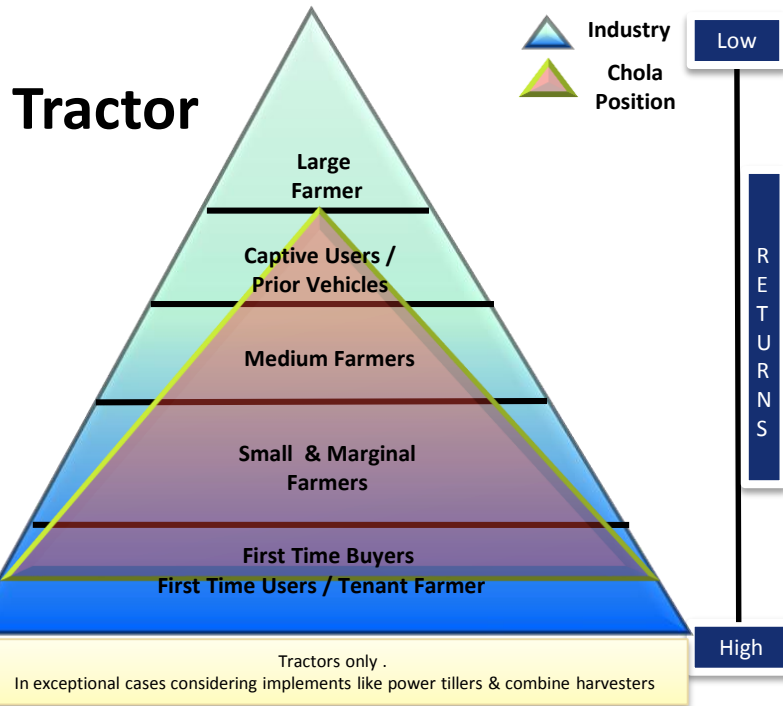 Industry
Low
Chola
Position
Tractor
Large
Farmer
Captive Users /
Prior Vehicles
Medium Farmers
Small & Marginal
Farmers
First Time Buyers
First Time Users / Tenant Farmer
R
E
T
U
R
N
S
High
Tractors only .
In exceptional cases considering implements like power tillers & combine harvesters